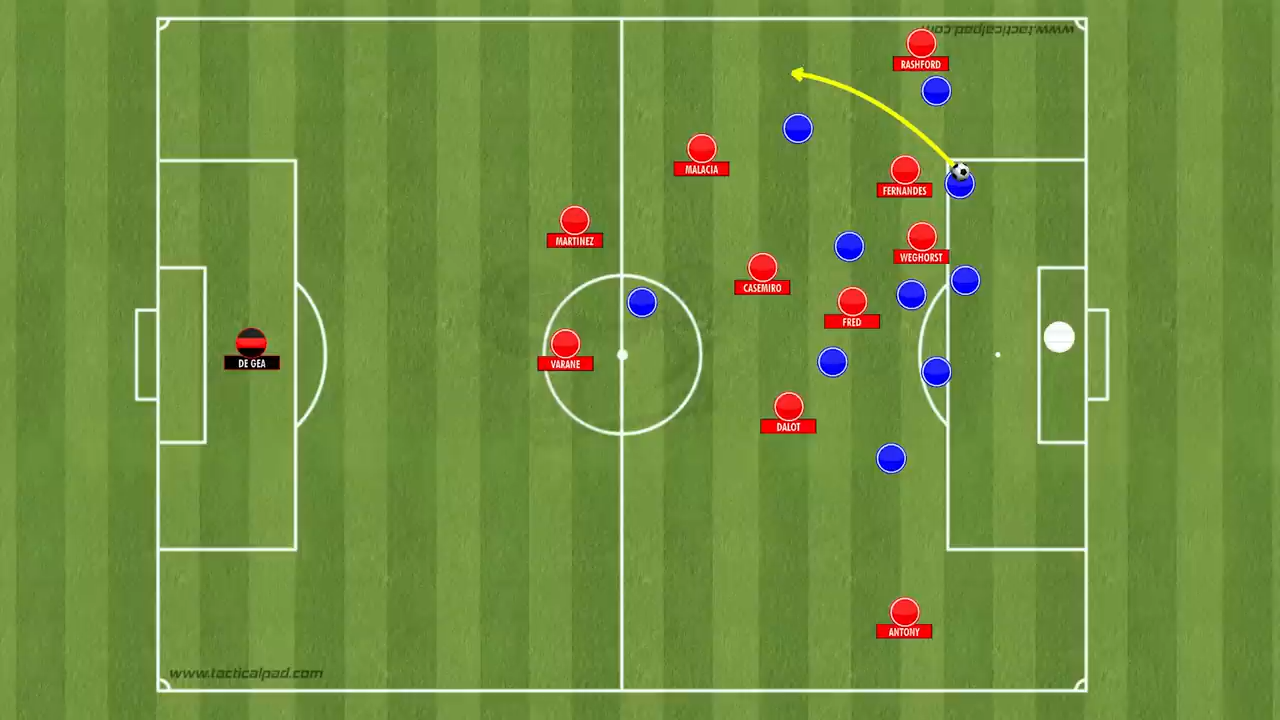 www.tacticalpad.com
RASHFORD
MALACIA
FERNANDES
MARTINEZ
WEGHORST
CASEMIRO
FRED
DE GEA
VARANE
DALOT
ANTONY
www.tacticalpad.com